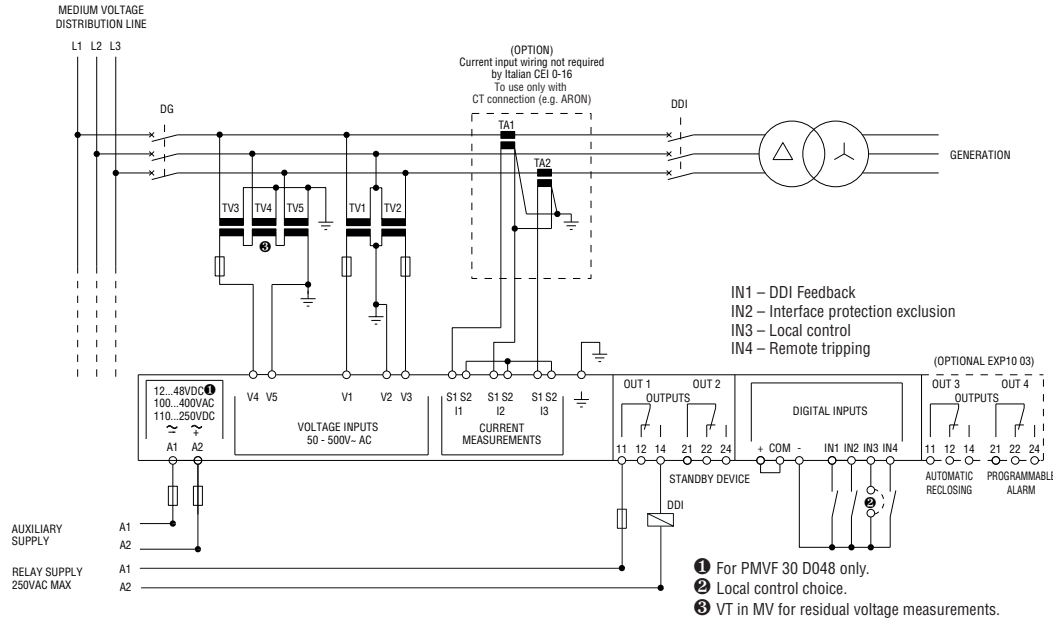 MEDIUM VOLTAGE
DISTRIBUTION LINE
L1 L2 L3
(OPTION)
Current input wiring not required
by Italian CEI 0-16
To use only with
CT connection (e.g. ARON)
DG
DDI
TA1
TA2
GENERATION
TV3 TV4 TV5 TV1 TV2
❸
IN1 – DDI Feedback
IN2 – Interface protection exclusion
IN3 – Local control
IN4 – Remote tripping
(OPTIONAL EXP10 03)
12...48VDC❶
100...400VAC
110...250VDC
~ ~
– +
A1 A2
V4 V5 V1 V2 V3
VOLTAGE INPUTS
50 - 500V~ AC
S1 S2 S1 S2 S1 S2
I1 I2 I3
CURRENT
MEASUREMENTS
OUT 1 OUT 2
OUTPUTS
11 12 14 21 22 24
DIGITAL INPUTS
+ COM - IN1 IN2 IN3 IN4
OUT 3 OUT 4
OUTPUTS
11 12 14 21 22 24
STANDBY DEVICE
AUTOMATIC
RECLOSING
PROGRAMMABLE
ALARM
DDI
❷
AUXILIARY
SUPPLY
A1
A2
RELAY SUPPLY
250VAC MAX
A1
A2
❶ For PMVF 30 D048 only.
❷ Local control choice.
❸ VT in MV for residual voltage measurements.